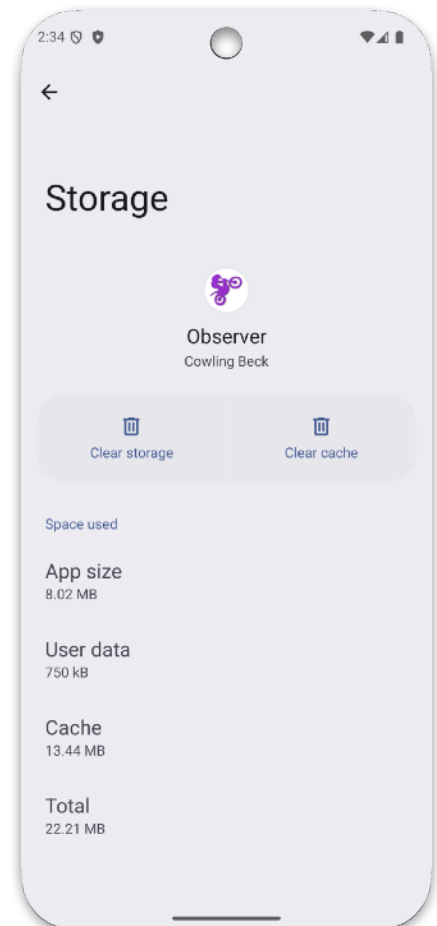 2:34
Storage
Observer
Cowling Beck
Clear storage
Clear cache
Space used
App size
8.02 MB
User data
750 kB
Cache
13.44 MB
Total
22.21 MB